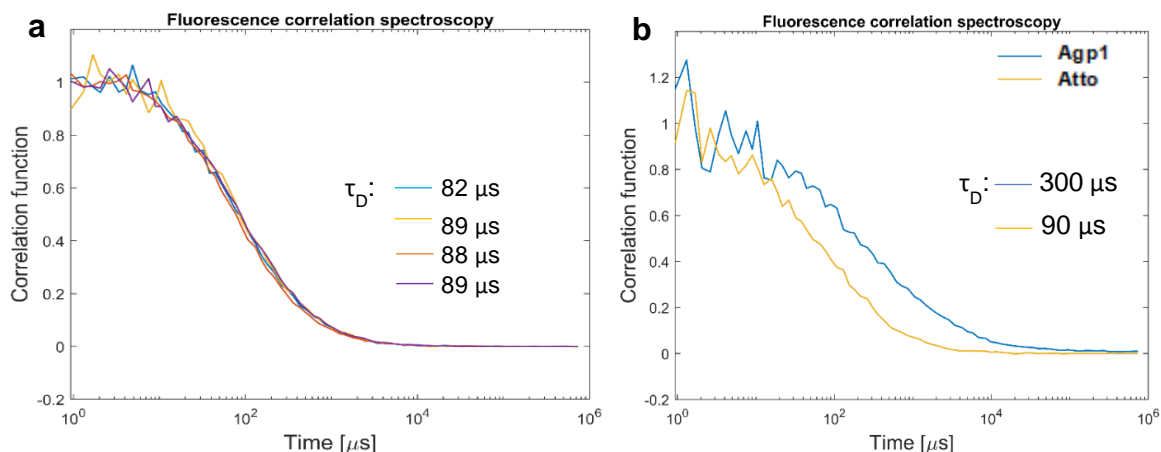 a
Fluorescence correlation spectroscopy
1
0.8
0.6
0.4
0.2
0
-0.2
Correlation function
τD:
82 μs
89 μs
88 μs
89 μs
10^0
10^2
10^4
10^6
Time [μs]
b
Fluorescence correlation spectroscopy
1.2
1
0.8
0.6
0.4
0.2
0
-0.2
Correlation function
Agp1
Atto
τD:
300 μs
90 μs
10^0
10^2
10^4
10^6
Time [μs]